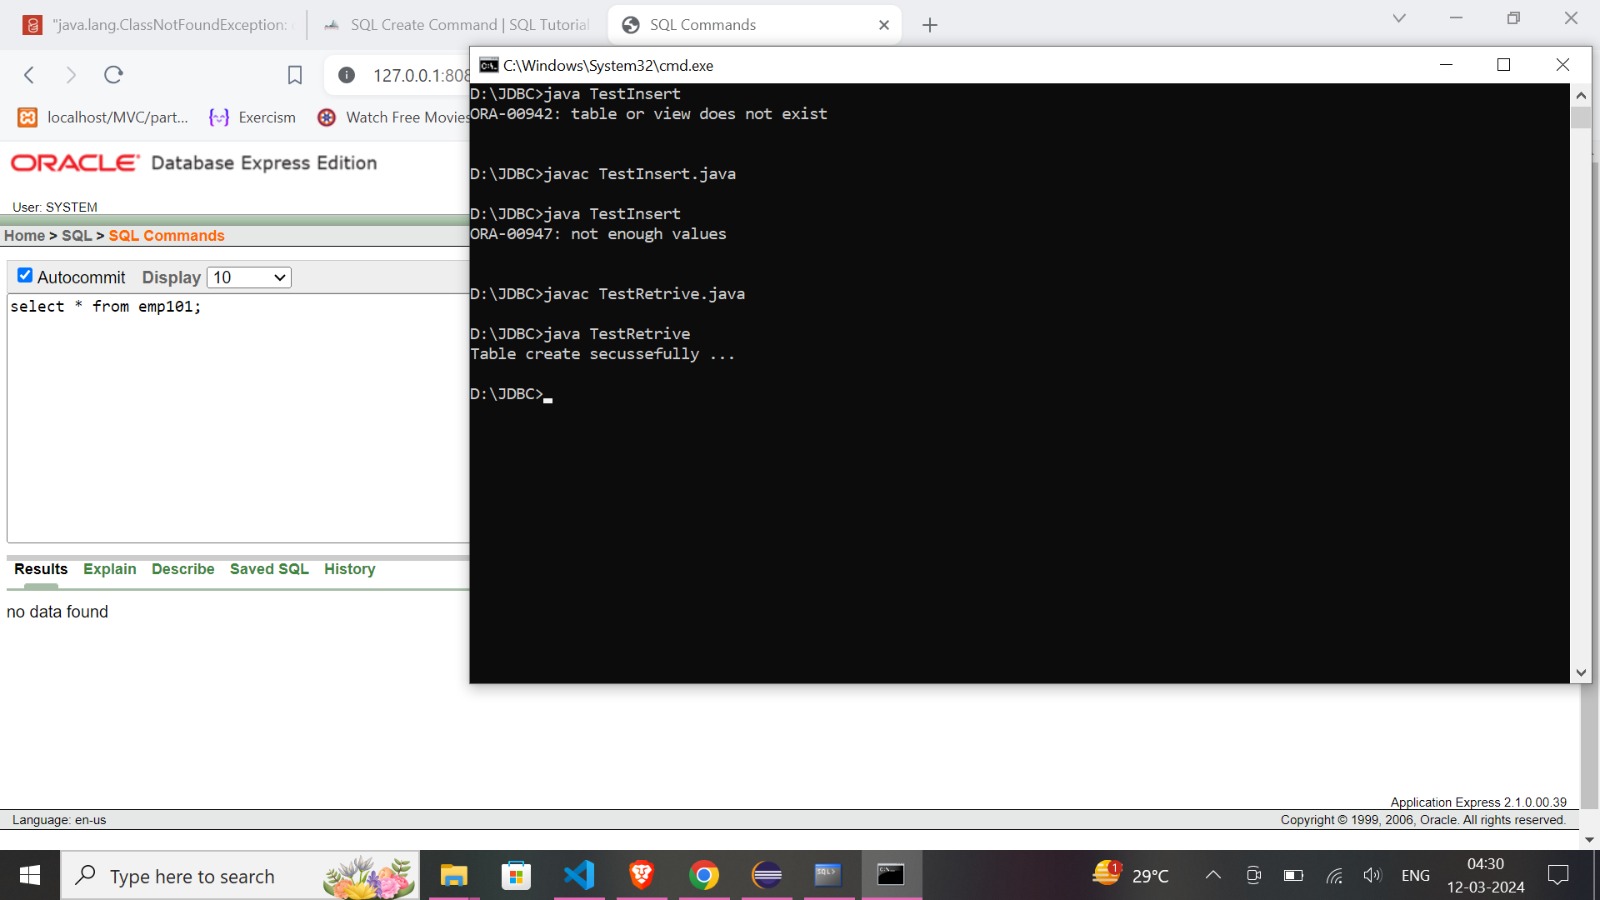 "java.lang.ClassNotFoundException:
SQL Create Command | SQL Tutorial
SQL Commands
127.0.0.1:808
localhost/MVC/part...
Exercism
Watch Free Movies
ORACLE Database Express Edition
User: SYSTEM
Home > SQL > SQL Commands
Autocommit Display 10
select * from emp101;
Results Explain Describe Saved SQL History
no data found
C:\Windows\System32\cmd.exe
D:\JDBC>java TestInsert
ORA-00942: table or view does not exist
D:\JDBC>javac TestInsert.java
D:\JDBC>java TestInsert
ORA-00947: not enough values
D:\JDBC>javac TestRetrive.java
D:\JDBC>java TestRetrive
Table create secussefully ...
D:\JDBC>
Application Express 2.1.0.00.39
Language: en-us
Copyright © 1999, 2006, Oracle. All rights reserved.
Type here to search
1
29°C
ENG
04:30
12-03-2024